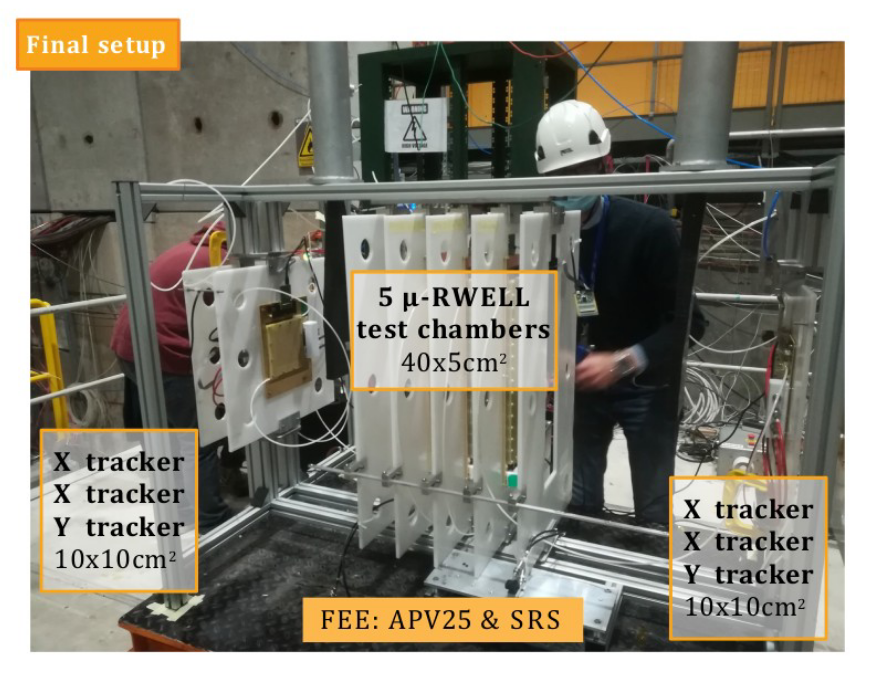 Final setup
5 µ-RWELL
test chambers
40x5cm²
X tracker
X tracker
Y tracker
10x10cm²
X tracker
X tracker
Y tracker
10x10cm²
FEE: APV25 & SRS